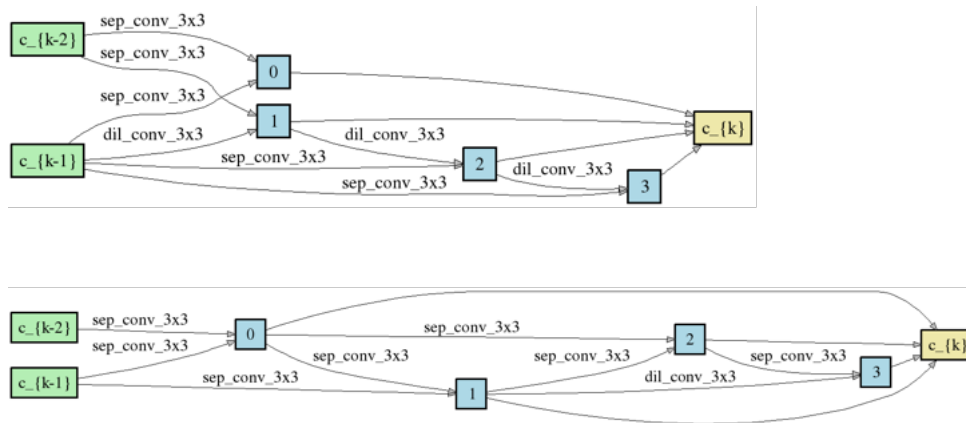 sep_conv_3x3
c_{k-2}
sep_conv_3x3
0
sep_conv_3x3
1
c_{k}
dil_conv_3x3
dil_conv_3x3
c_{k-1}
sep_conv_3x3
2
dil_conv_3x3
sep_conv_3x3
3
sep_conv_3x3
c_{k-2}
0
sep_conv_3x3
2
c_{k}
sep_conv_3x3
sep_conv_3x3
sep_conv_3x3
sep_conv_3x3
c_{k-1}
sep_conv_3x3
dil_conv_3x3
3
1